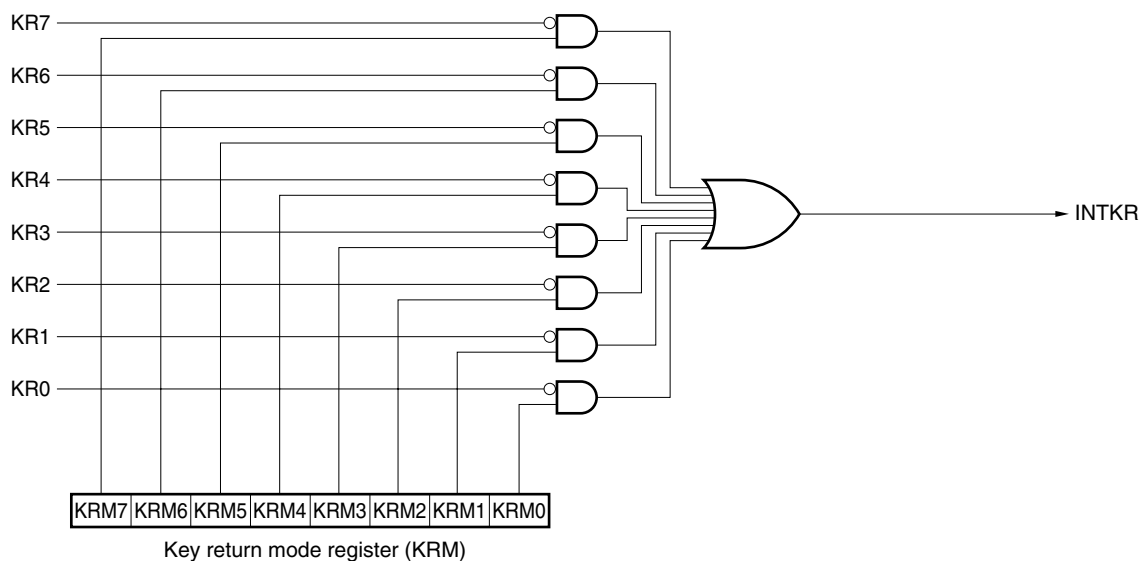 KR7
KR6
KR5
KR4
KR3
INTKR
KR2
KR1
KR0
KRM7 KRM6 KRM5 KRM4 KRM3 KRM2 KRM1 KRM0
Key return mode register (KRM)